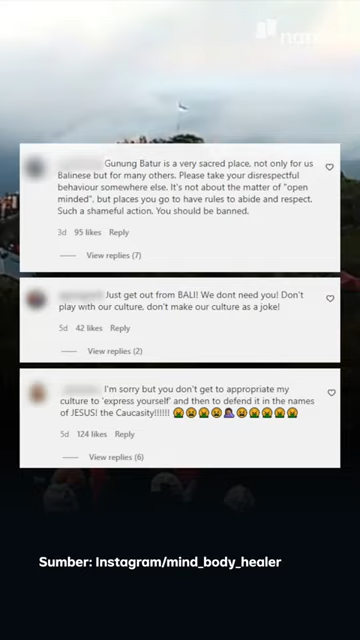 Gunung Batur is a very sacred place, not only for us
Balinese but for many others. Please take your disrespectful
behaviour somewhere else. It's not about the matter of "open
minded", but places you go to have rules to abide and respect.
Such a shameful action. You should be banned.
3d 95 likes Reply
View replies (7)
Just get out from BALI! We dont need you! Don't
play with our culture, don't make our culture as a joke!
5d 42 likes Reply
View replies (2)
I'm sorry but you don't get to appropriate my
culture to 'express yourself' and then to defend it in the names
of JESUS! the Caucasity!!!!!! 🤮😫🤮😫🤦🏾‍♀️😫🤮🤮🤮🤮
5d 124 likes Reply
View replies (6)
Sumber: Instagram/mind_body_healer